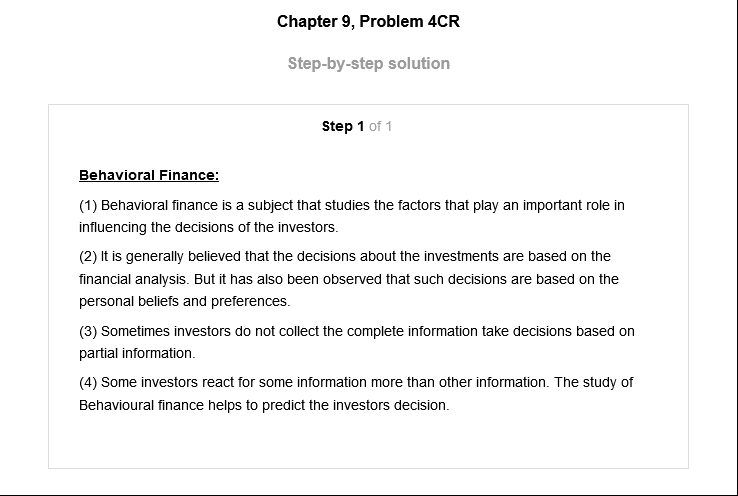 Chapter 9, Problem 4CR
Step-by-step solution
Step 1 of 1
Behavioral Finance:
(1) Behavioral finance is a subject that studies the factors that play an important role in
influencing the decisions of the investors.
(2) It is generally believed that the decisions about the investments are based on the
financial analysis. But it has also been observed that such decisions are based on the
personal beliefs and preferences.
(3) Sometimes investors do not collect the complete information take decisions based on
partial information.
(4) Some investors react for some information more than other information. The study of
Behavioural finance helps to predict the investors decision.